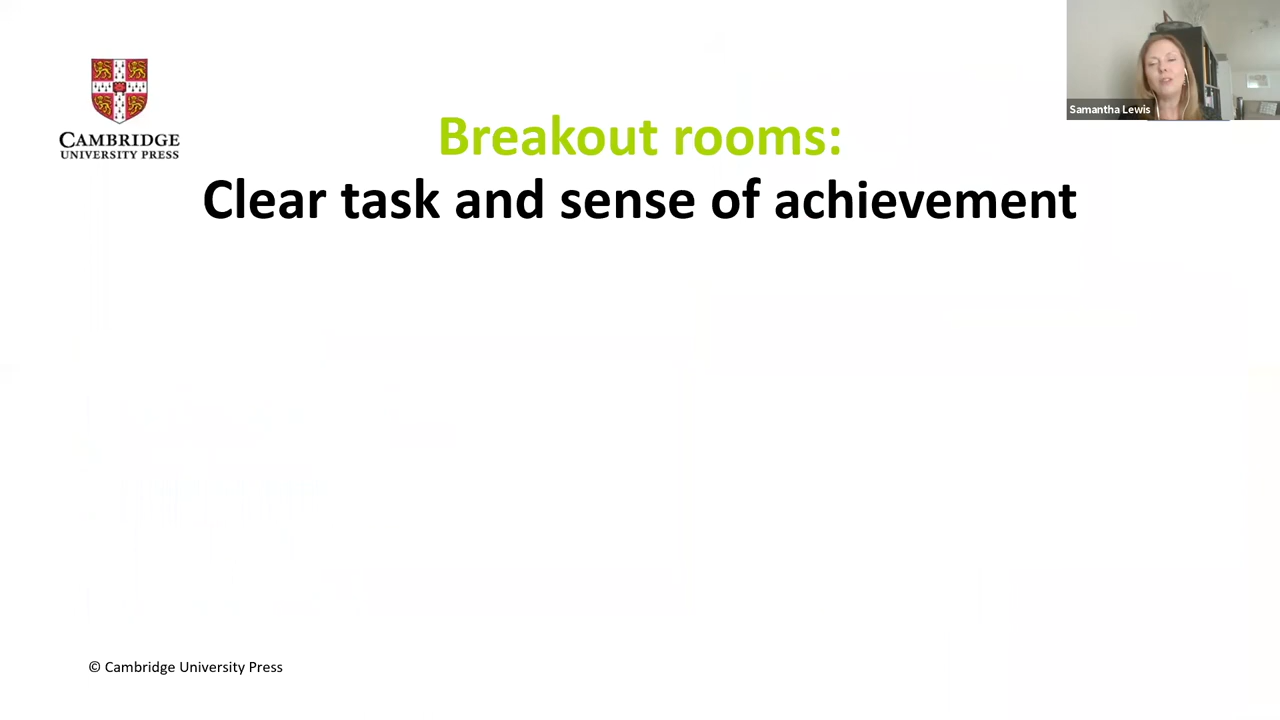 Samantha Lewis
CAMBRIDGE
UNIVERSITY PRESS
Breakout rooms:
Clear task and sense of achievement
© Cambridge University Press